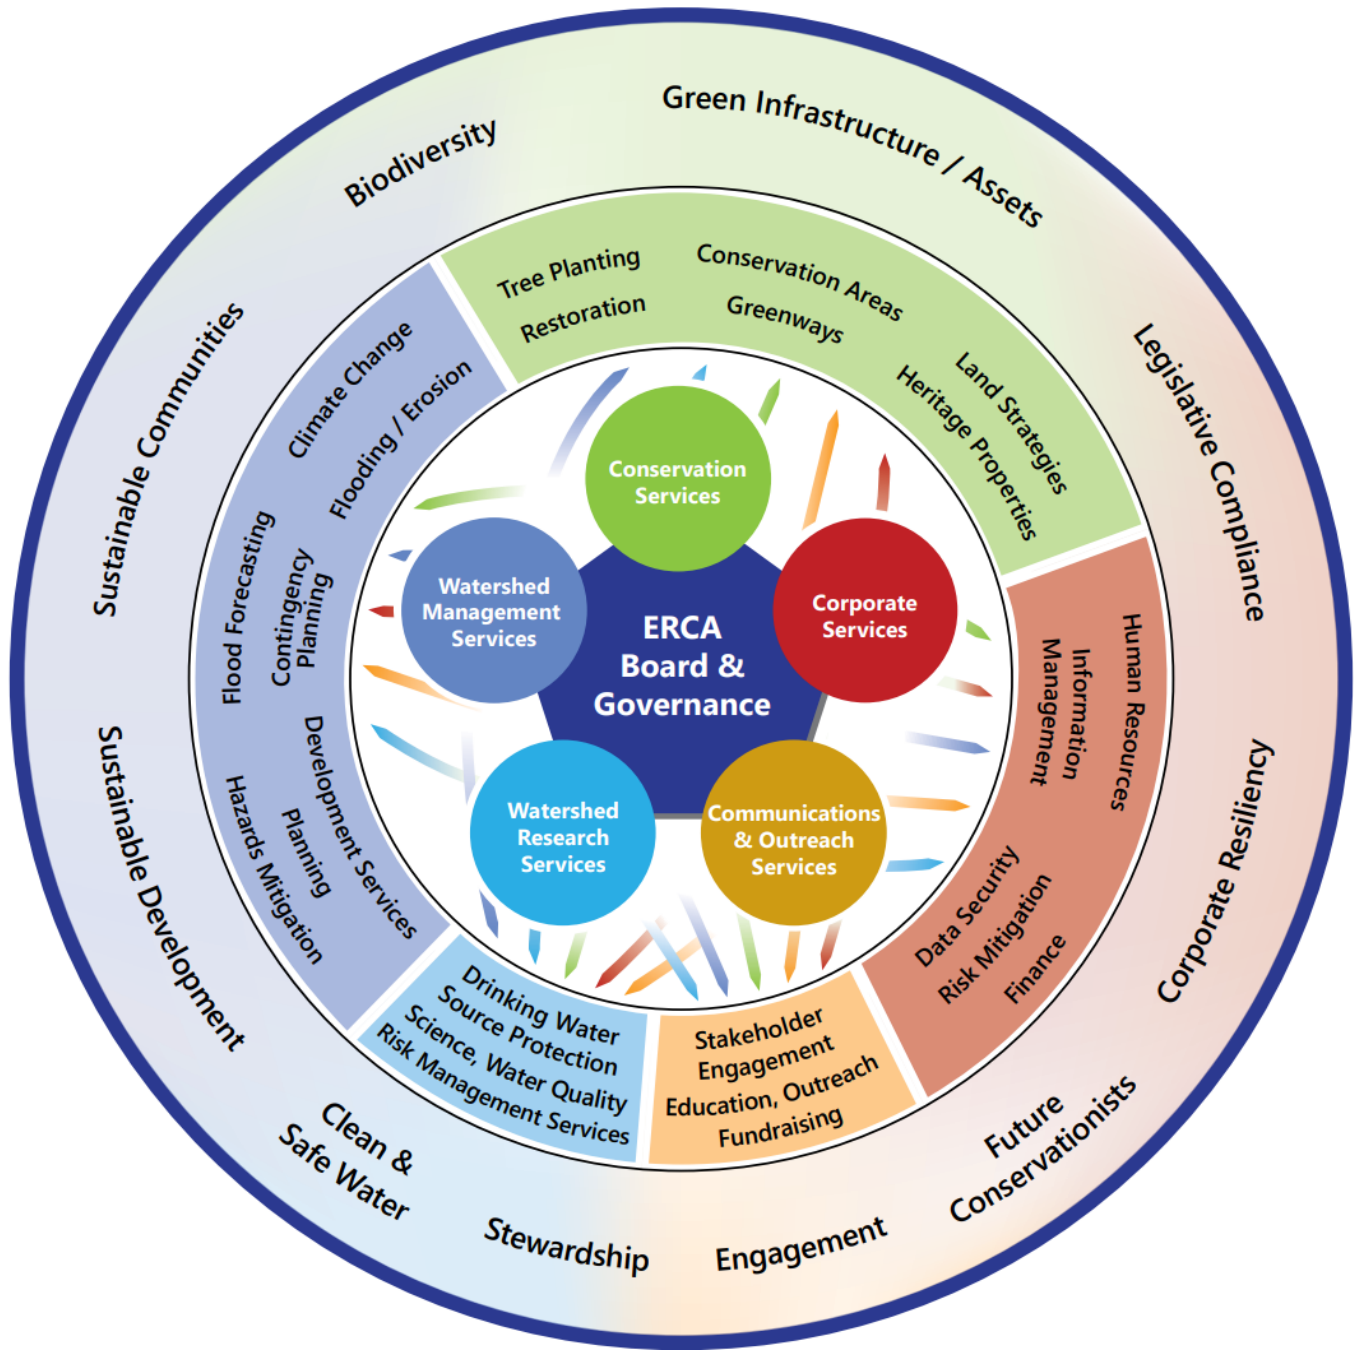 Green Infrastructure / Assets
Legislative Compliance
Corporate Resiliency
Future
Conservationists
Engagement
Stewardship
Clean &
Safe Water
Sustainable Development
Sustainable Communities
Biodiversity
Tree Planting
Restoration
Conservation Areas
Greenways
Land Strategies
Heritage Properties
Human Resources
Information
Management
Data Security
Risk Mitigation
Finance
Stakeholder
Engagement
Education, Outreach
Fundraising
Drinking Water
Source Protection
Science, Water Quality
Risk Management Services
Development Services
Planning
Hazards Mitigation
Flood Forecasting
Contingency
Planning
Climate Change
Flooding / Erosion
Conservation
Services
Corporate
Services
Communications
& Outreach
Services
Watershed
Research
Services
Watershed
Management
Services
ERCA
Board &
Governance